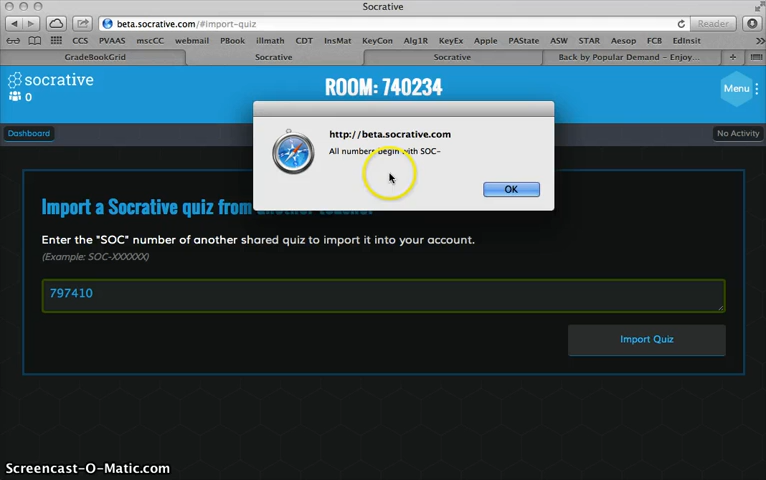 Socrative
beta.socrative.com/#import-quiz
Reader
CCS PVAAS mscCC webmail PBook illmath CDT InsMat KeyCon Alg1R KeyEx Apple PAState ASW STAR Aesop FCB EdInsit
GradeBookGrid Socrative Socrative Back by Popular Demand – Enjoy...
socrative
0
ROOM: 740234
Menu
Dashboard
No Activity
http://beta.socrative.com
All numbers begin with SOC-
OK
Import a Socrative quiz from another teacher
Enter the "SOC" number of another shared quiz to import it into your account.
(Example: SOC-XXXXXX)
797410
Import Quiz
Screencast-O-Matic.com